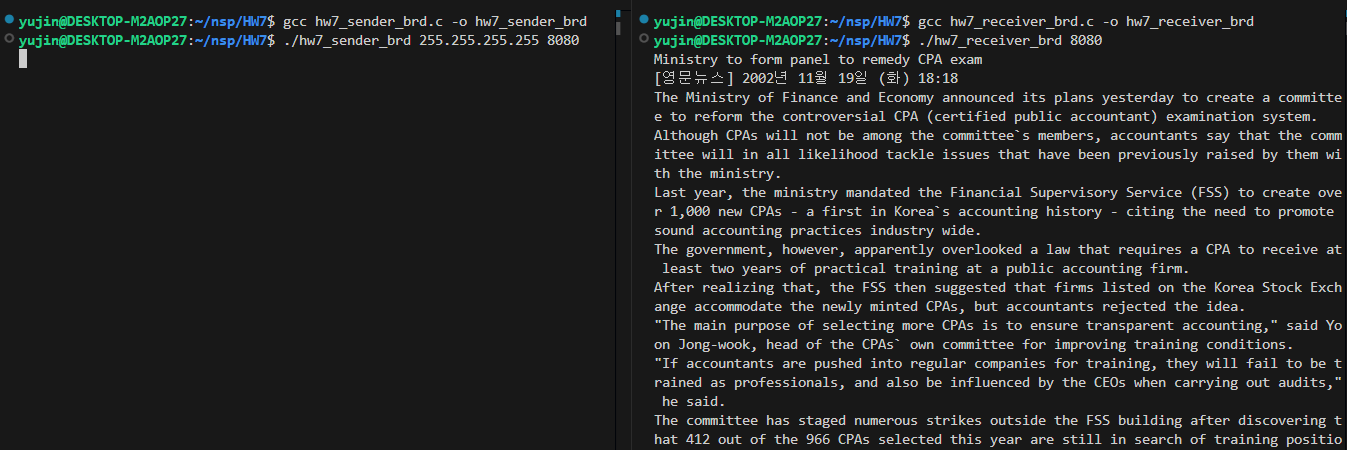 yujin@DESKTOP-M2AOP27:~/nsp/HW7$ gcc hw7_sender_brd.c -o hw7_sender_brd
yujin@DESKTOP-M2AOP27:~/nsp/HW7$ ./hw7_sender_brd 255.255.255.255 8080
yujin@DESKTOP-M2AOP27:~/nsp/HW7$ gcc hw7_receiver_brd.c -o hw7_receiver_brd
yujin@DESKTOP-M2AOP27:~/nsp/HW7$ ./hw7_receiver_brd 8080
Ministry to form panel to remedy CPA exam
[영문뉴스] 2002년 11월 19일 (화) 18:18
The Ministry of Finance and Economy announced its plans yesterday to create a committe
e to reform the controversial CPA (certified public accountant) examination system.
Although CPAs will not be among the committee`s members, accountants say that the comm
ittee will in all likelihood tackle issues that have been previously raised by them wi
th the ministry.
Last year, the ministry mandated the Financial Supervisory Service (FSS) to create ove
r 1,000 new CPAs - a first in Korea`s accounting history - citing the need to promote
sound accounting practices industry wide.
The government, however, apparently overlooked a law that requires a CPA to receive at
 least two years of practical training at a public accounting firm.
After realizing that, the FSS then suggested that firms listed on the Korea Stock Exch
ange accommodate the newly minted CPAs, but accountants rejected the idea.
"The main purpose of selecting more CPAs is to ensure transparent accounting," said Yo
on Jong-wook, head of the CPAs` own committee for improving training conditions.
"If accountants are pushed into regular companies for training, they will fail to be t
rained as professionals, and also be influenced by the CEOs when carrying out audits,"
 he said.
The committee has staged numerous strikes outside the FSS building after discovering t
hat 412 out of the 966 CPAs selected this year are still in search of training positio